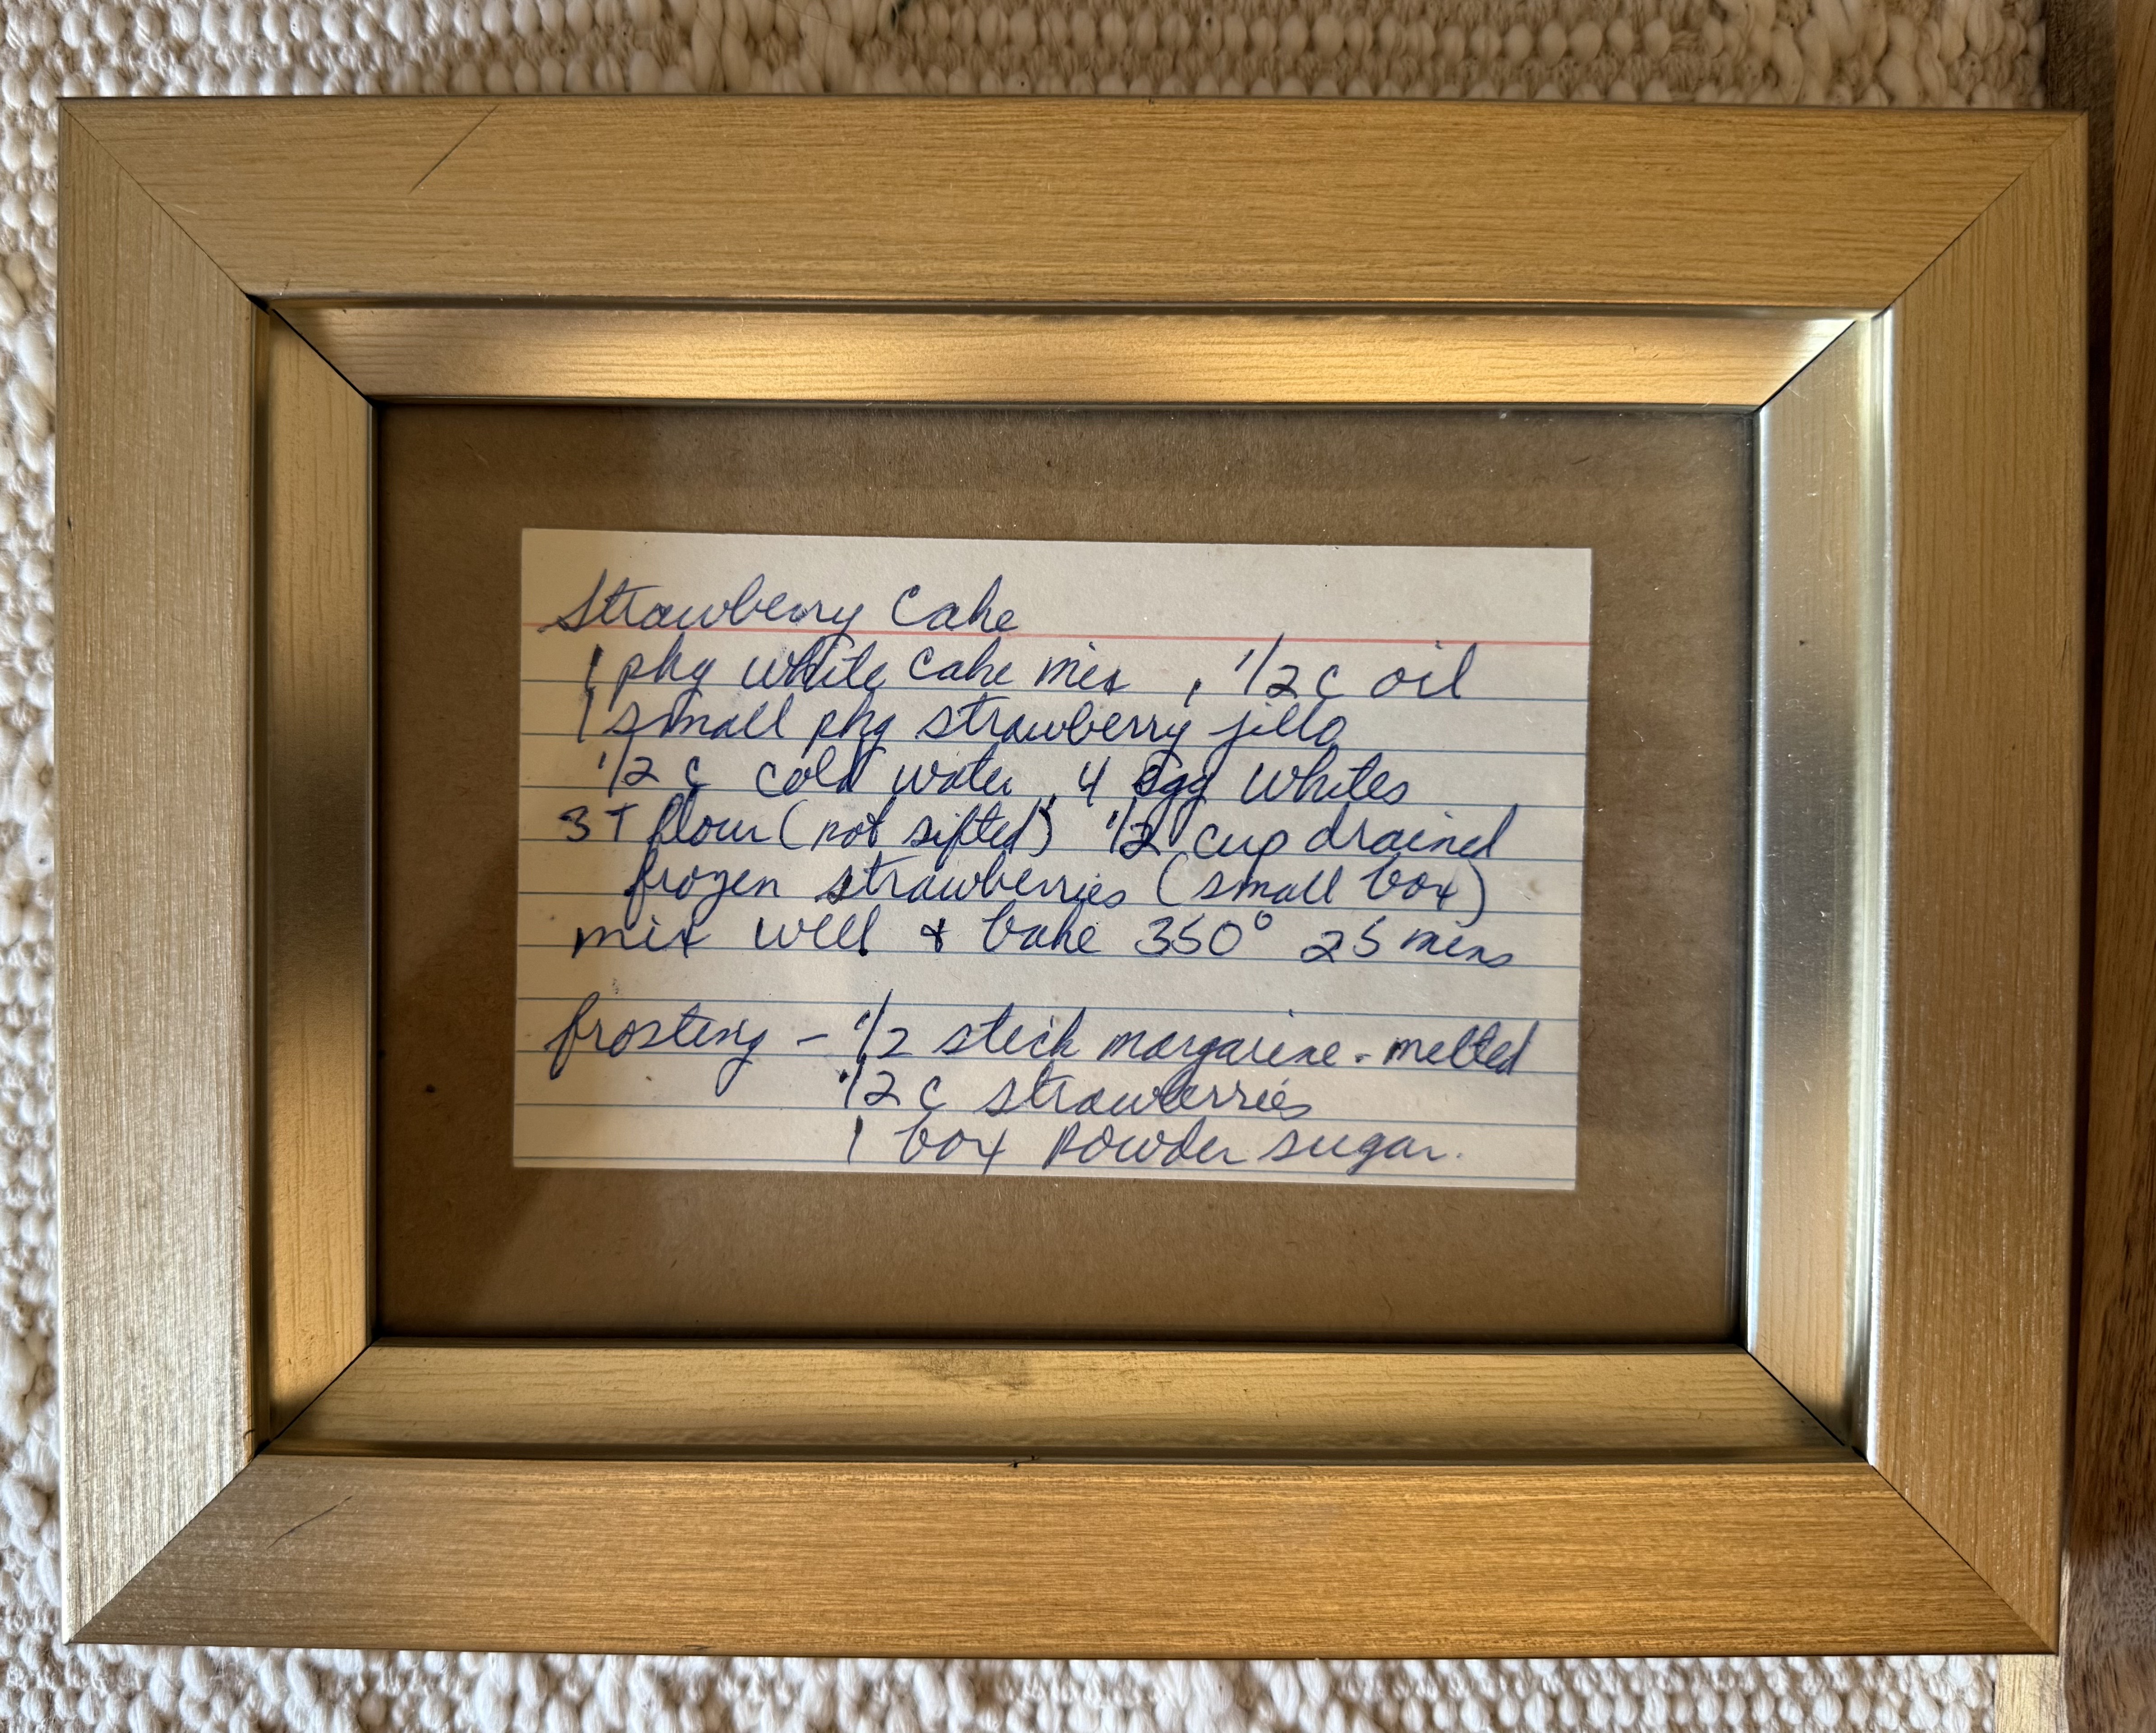 Strawberry Cake
1 pkg white cake mix, 1/2 c oil
1 small pkg strawberry jello
1/2 c cold water, 4 egg whites
3 T flour (not sifted) 1/2 cup drained
frozen strawberries (small box)
mix well & bake 350° 25 mins
frosting - 1/2 stick margarine - melted
1/2 c strawberries
1 box powder sugar.